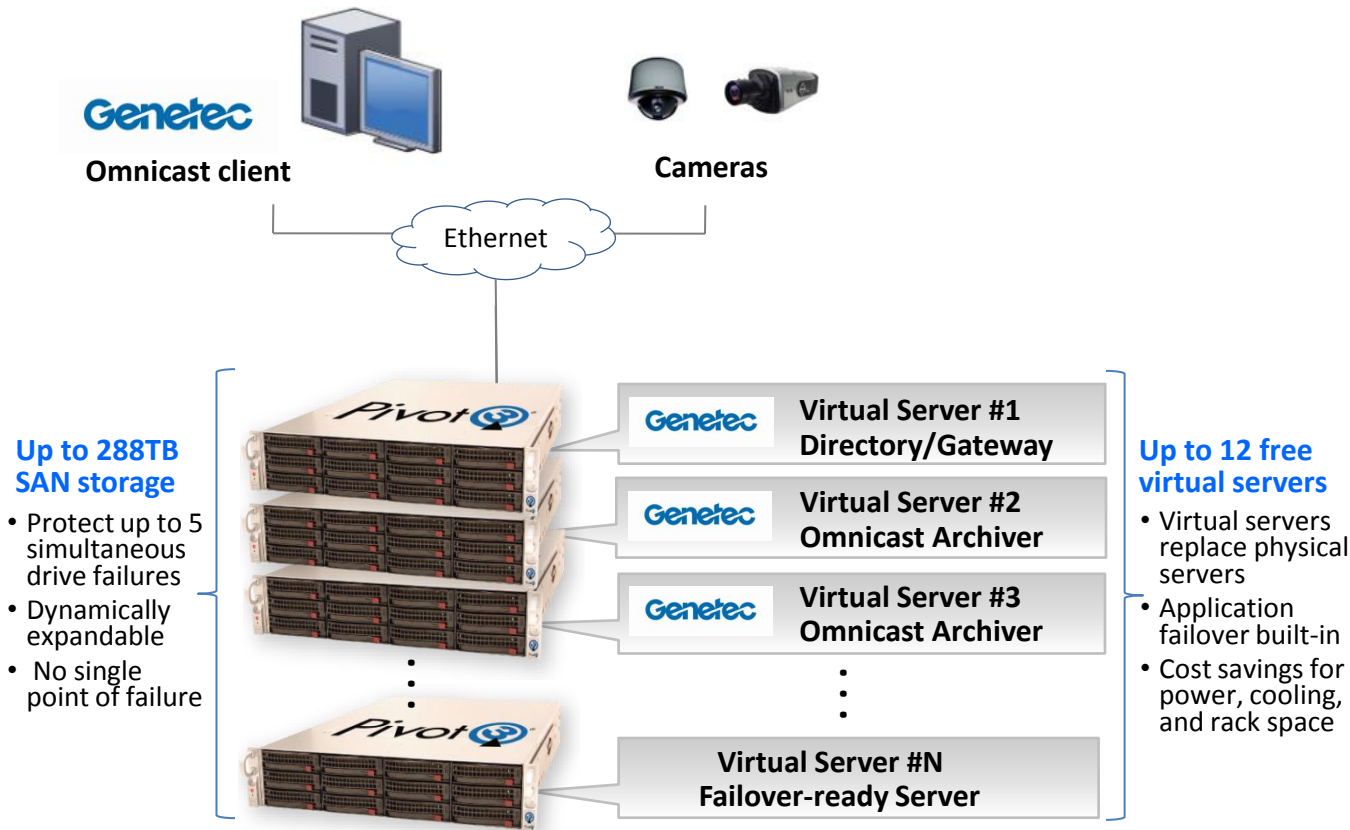 Genetec
Omnicast client
Cameras
Ethernet
Pivot3
Genetec
Virtual Server #1
Directory/Gateway
Genetec
Virtual Server #2
Omnicast Archiver
Genetec
Virtual Server #3
Omnicast Archiver
Pivot3
Virtual Server #N
Failover-ready Server
Up to 288TB
SAN storage
• Protect up to 5
simultaneous
drive failures
• Dynamically
expandable
• No single
point of failure
Up to 12 free
virtual servers
• Virtual servers
replace physical
servers
• Application
failover built-in
• Cost savings for
power, cooling,
and rack space